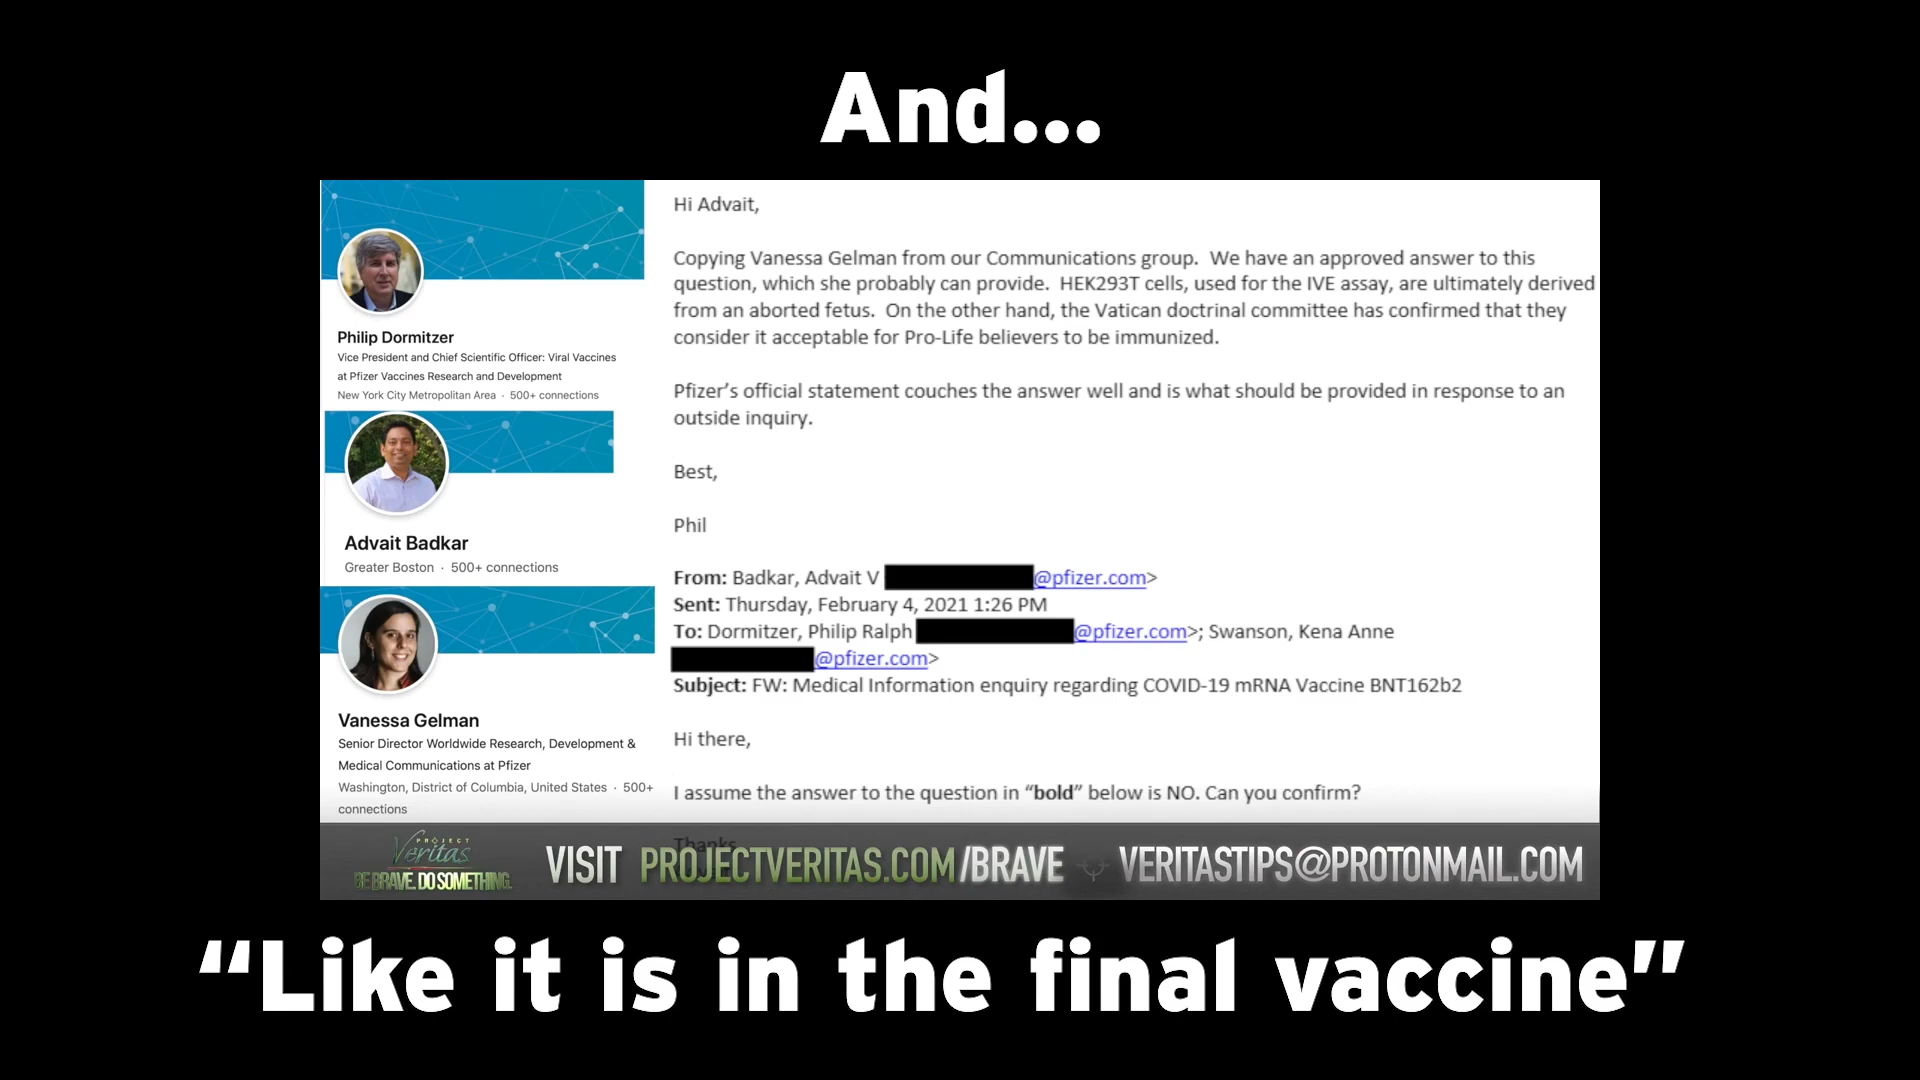 And...
Philip Dormitzer
Vice President and Chief Scientific Officer: Viral Vaccines
at Pfizer Vaccines Research and Development
New York City Metropolitan Area · 500+ connections
Advait Badkar
Greater Boston · 500+ connections
Vanessa Gelman
Senior Director Worldwide Research, Development &
Medical Communications at Pfizer
Washington, District of Columbia, United States · 500+
connections
Hi Advait,
Copying Vanessa Gelman from our Communications group. We have an approved answer to this
question, which she probably can provide. HEK293T cells, used for the IVE assay, are ultimately derived
from an aborted fetus. On the other hand, the Vatican doctrinal committee has confirmed that they
consider it acceptable for Pro-Life believers to be immunized.
Pfizer's official statement couches the answer well and is what should be provided in response to an
outside inquiry.
Best,
Phil
From: Badkar, Advait V @pfizer.com>
Sent: Thursday, February 4, 2021 1:26 PM
To: Dormitzer, Philip Ralph @pfizer.com>; Swanson, Kena Anne
@pfizer.com>
Subject: FW: Medical Information enquiry regarding COVID-19 mRNA Vaccine BNT162b2
Hi there,
I assume the answer to the question in “bold” below is NO. Can you confirm?
Thanks
PROJECT
Veritas
BE BRAVE. DO SOMETHING.
VISIT PROJECTVERITAS.COM/BRAVE VERITASTIPS@PROTONMAIL.COM
“Like it is in the final vaccine”